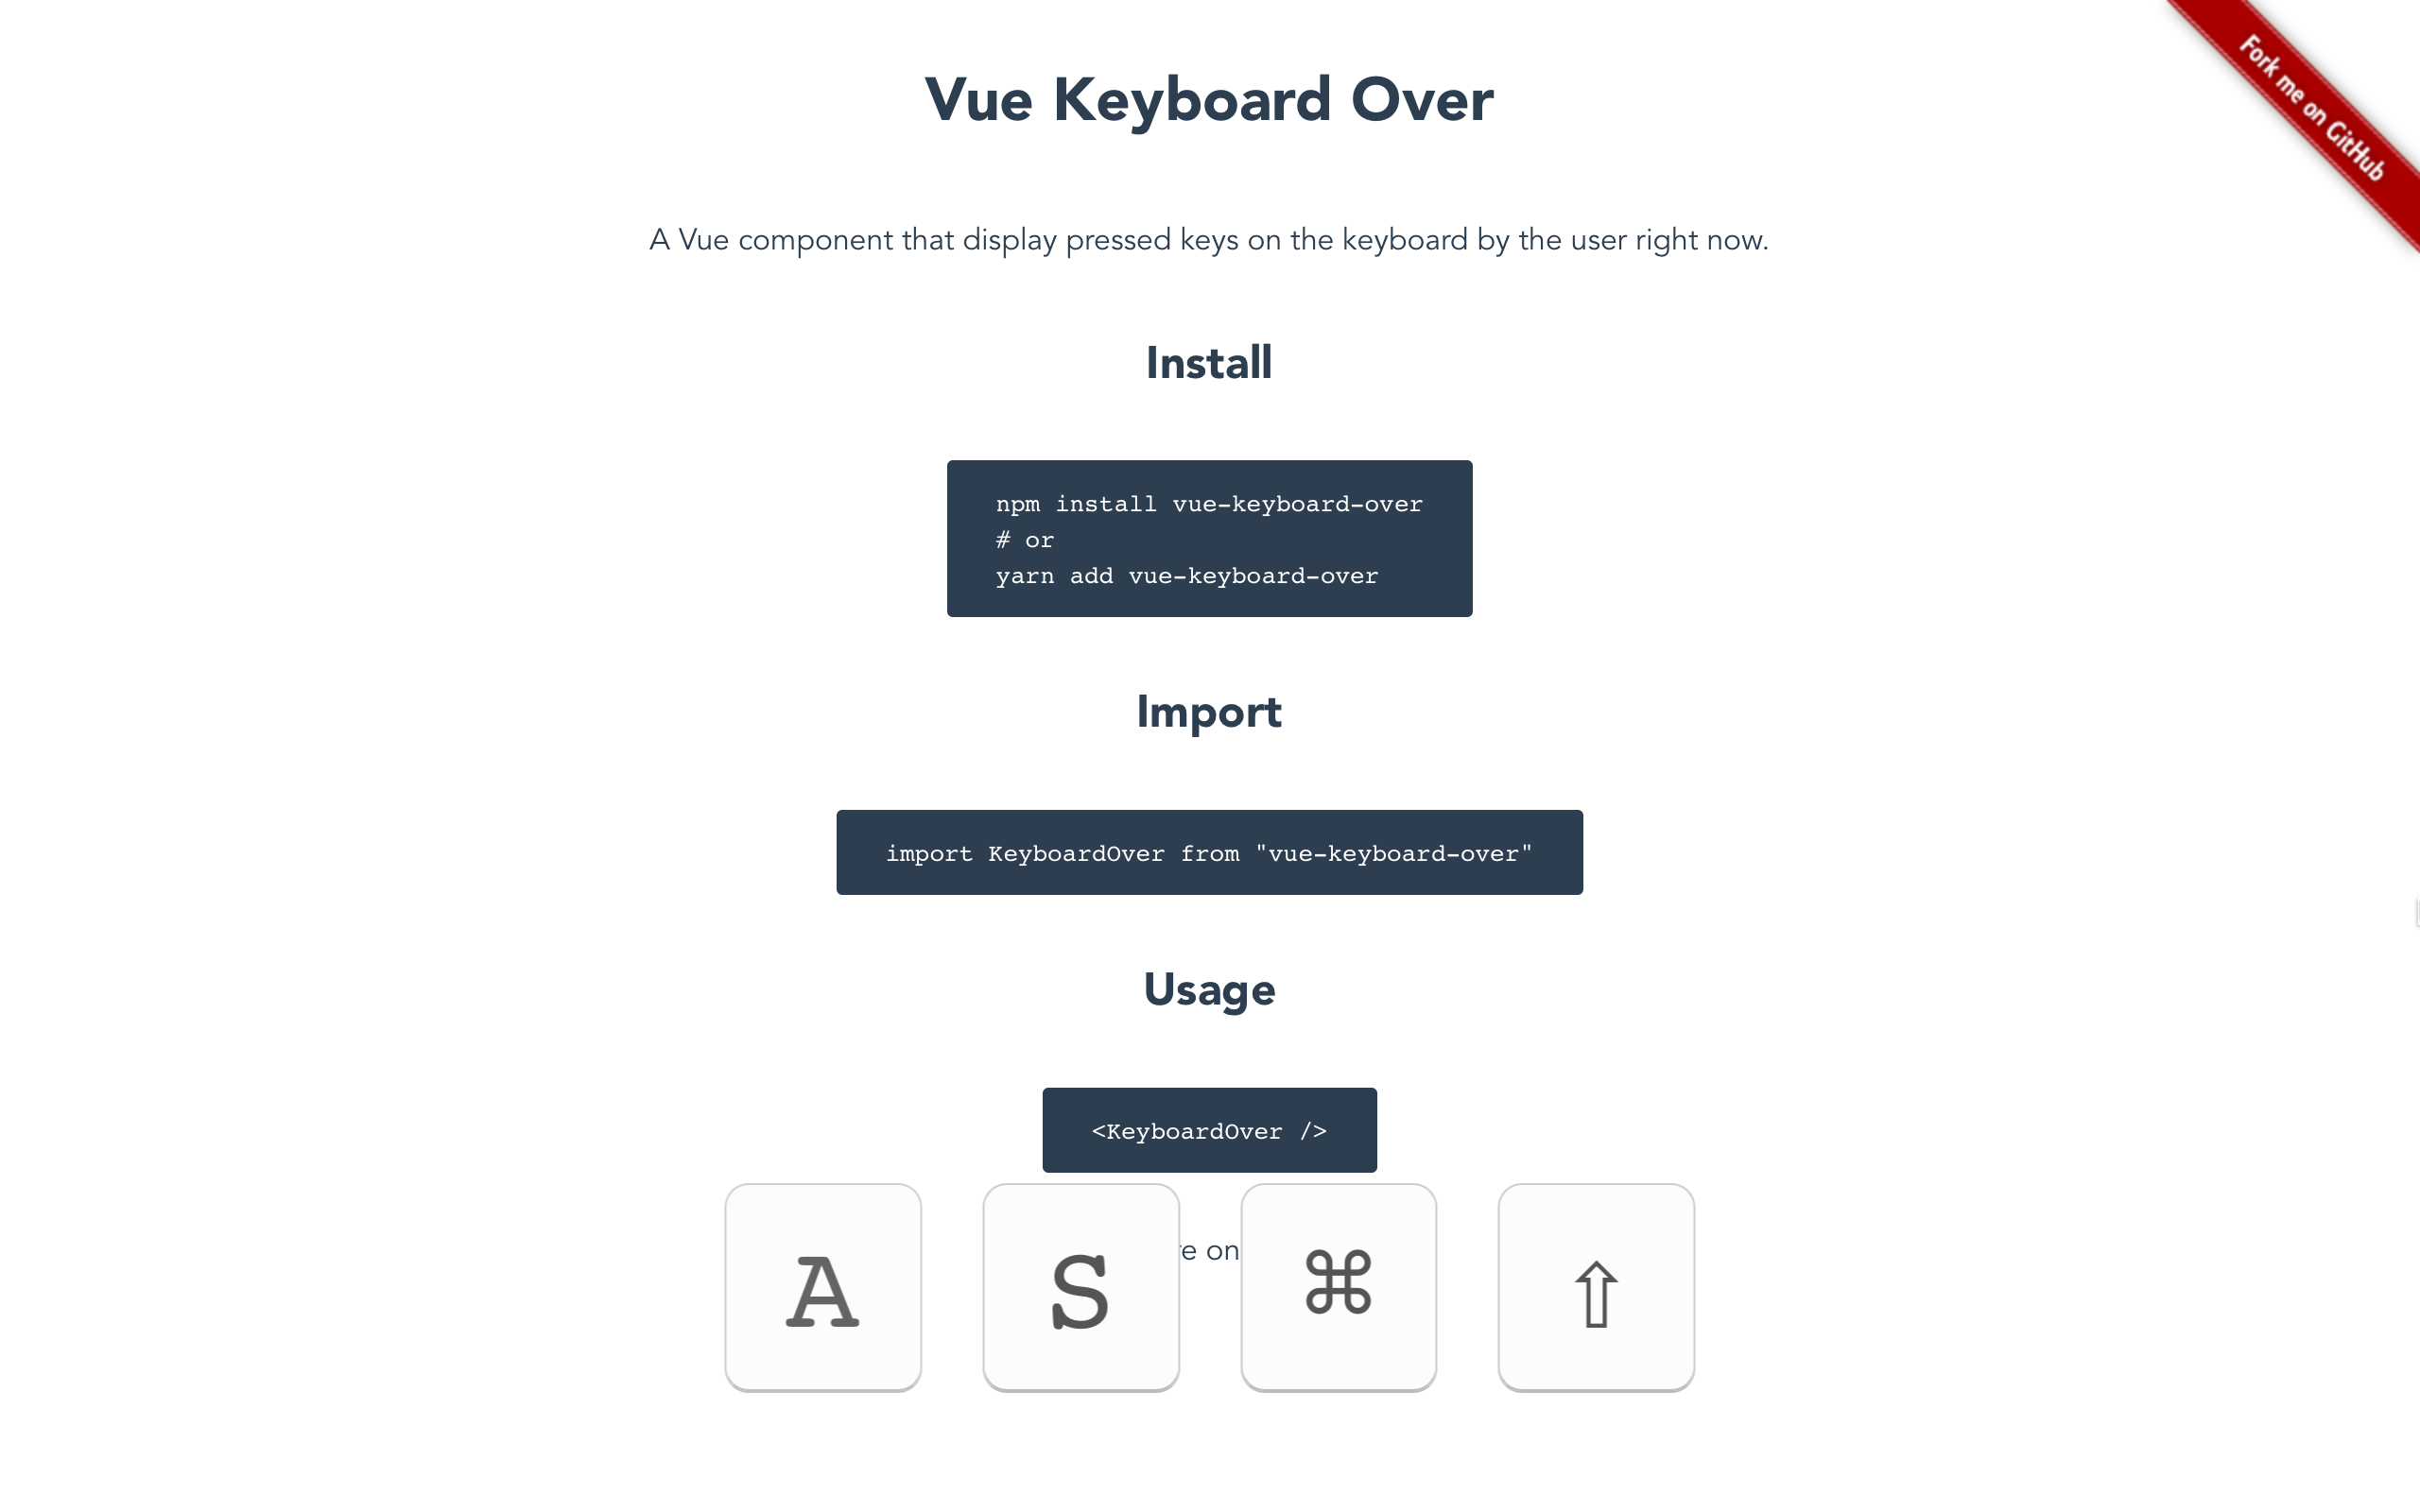 Vue Keyboard Over
Fork me on GitHub
A Vue component that display pressed keys on the keyboard by the user right now.
Install
npm install vue-keyboard-over
# or
yarn add vue-keyboard-over
Import
import KeyboardOver from "vue-keyboard-over"
Usage
<KeyboardOver />
on
A S ⌘ ⇧